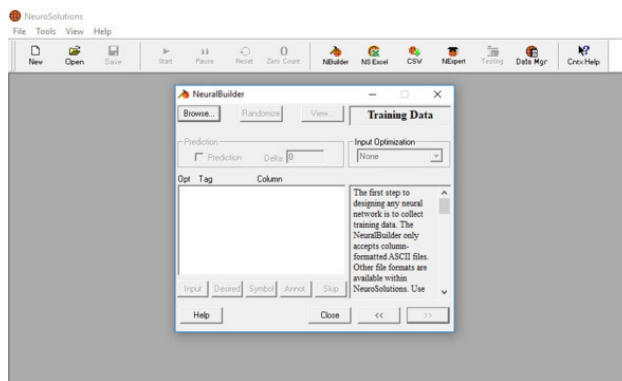 NeuroSolutions
File Tools View Help
New Open Save Start Pause Reset Zero Count NBuilder NS Excel CSV NExpert Testing Data Mgr Cntx Help
NeuralBuilder
Browse... Randomize View... Training Data
Prediction Input Optimization
Prediction Delta: 0 None
Opt Tag Column
The first step to
designing any neural
network is to collect
training data. The
NeuralBuilder only
accepts column-
formatted ASCII files.
Other file formats are
available within
NeuroSolutions. Use
Input Desired Symbol Annot. Skip
Help Close << >>